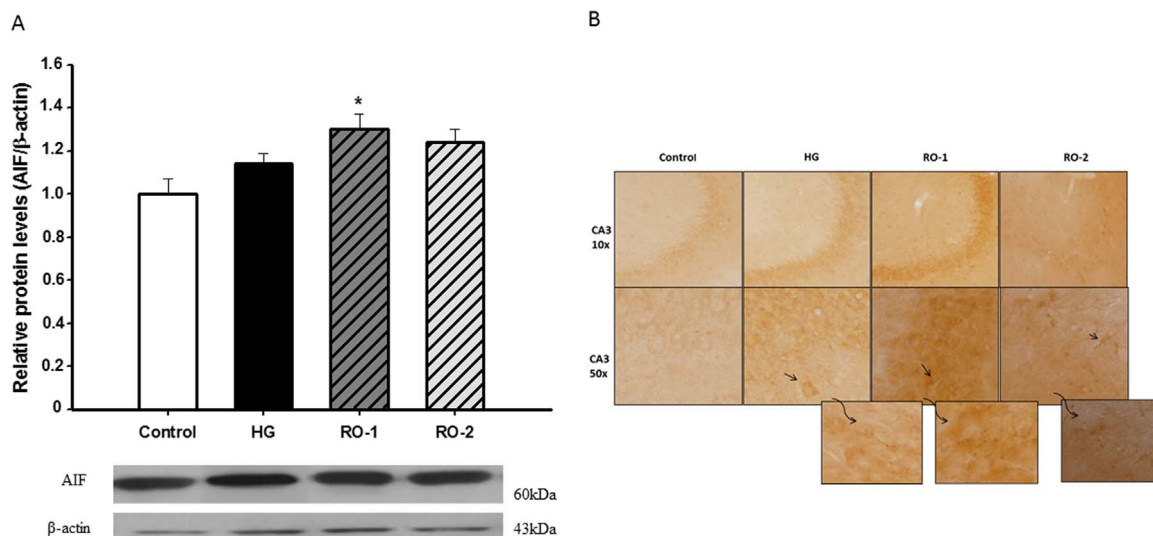 A
Relative protein levels (AIF/β-actin)
1.6
1.4
1.2
1.0
0.8
0.6
0.4
0.2
0
*
Control HG RO-1 RO-2
AIF
60kDa
β-actin
43kDa
B
Control HG RO-1 RO-2
CA3
10x
CA3
50x